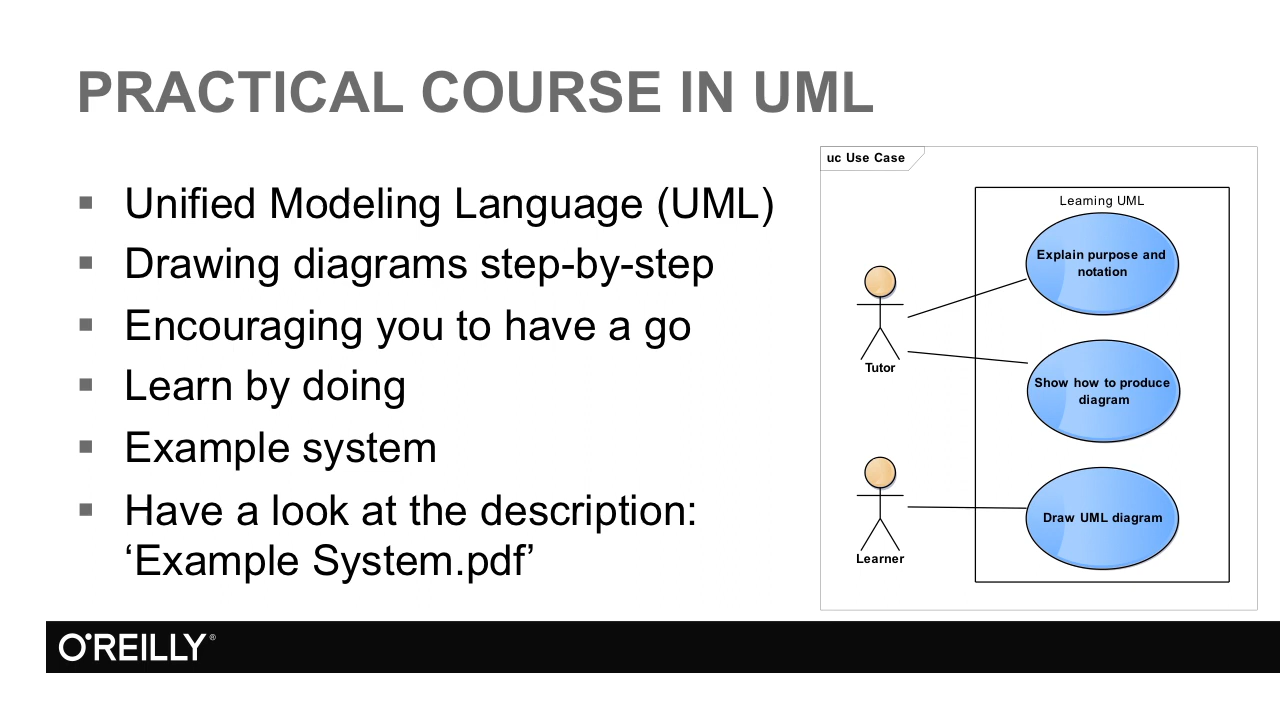 PRACTICAL COURSE IN UML
▪ Unified Modeling Language (UML)
▪ Drawing diagrams step-by-step
▪ Encouraging you to have a go
▪ Learn by doing
▪ Example system
▪ Have a look at the description:
‘Example System.pdf’
uc Use Case
Learning UML
Explain purpose and
notation
Tutor
Show how to produce
diagram
Draw UML diagram
Learner
O'REILLY®